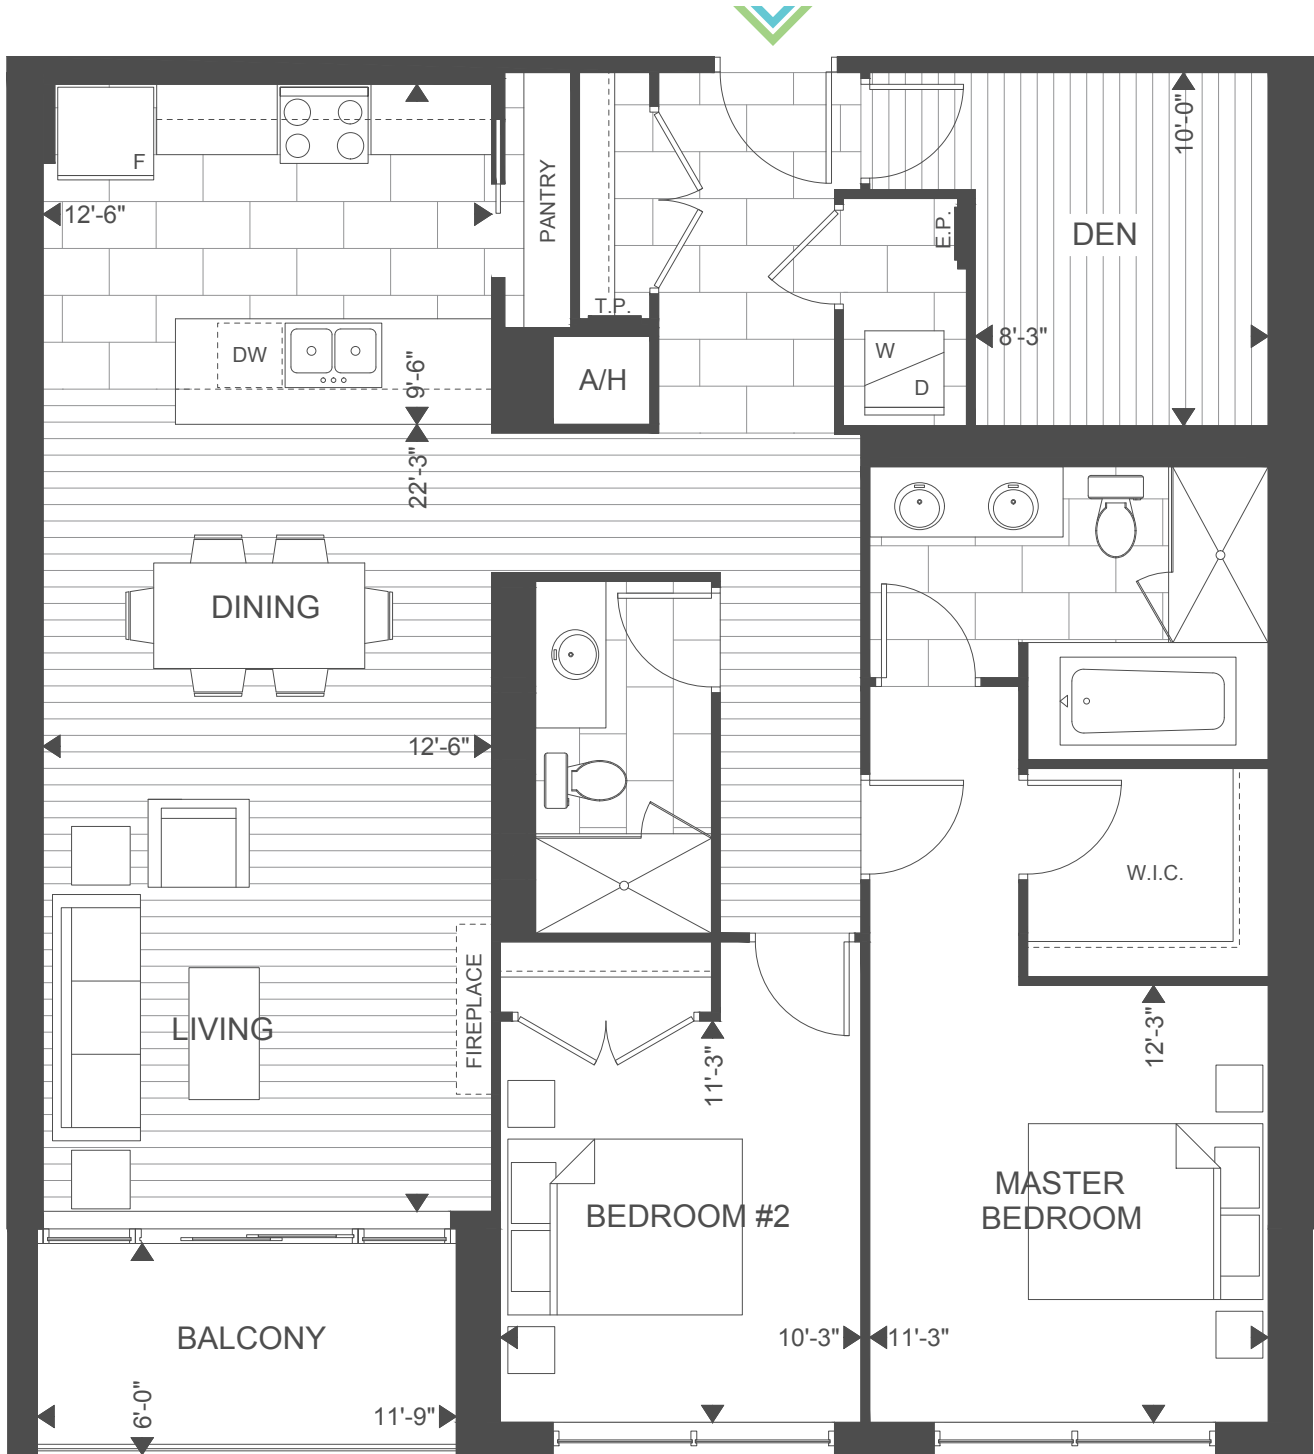 10'-0"
F
PANTRY
12'-6"
E.P.
DEN
T.P.
8'-3"
DW
W
9'-6"
A/H
D
22'-3"
DINING
12'-6"
W.I.C.
FIREPLACE
LIVING
12'-3"
11'-3"
MASTER
BEDROOM
BEDROOM #2
BALCONY
10'-3"
11'-3"
6'-0"
11'-9"